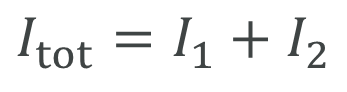 I_tot = I_1 + I_2